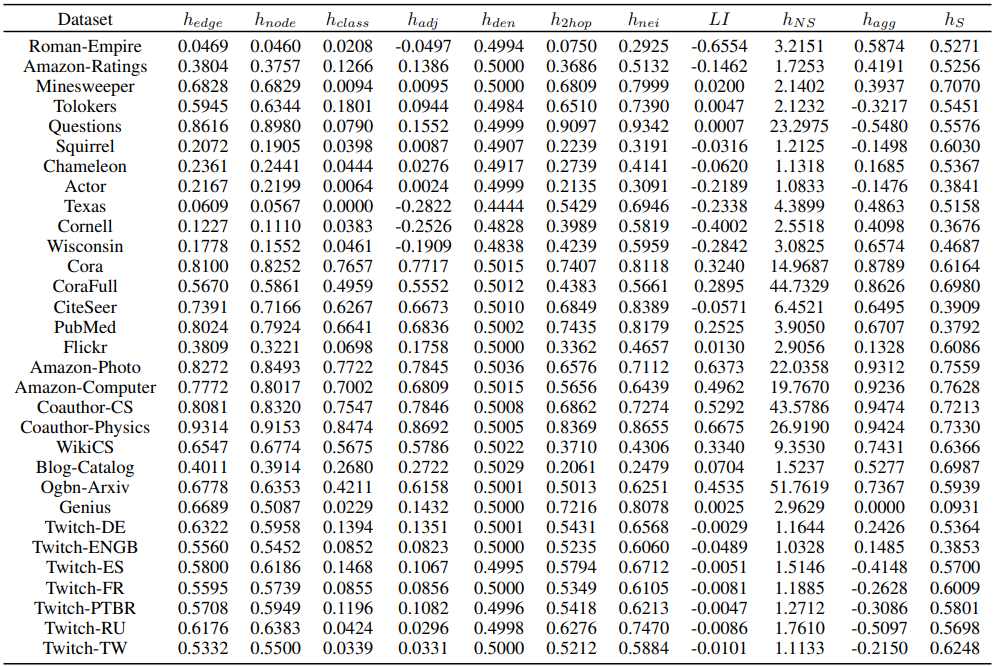 Dataset h_edge h_node h_class h_adj h_den h_2hop h_nei LI h_NS h_agg h_S
Roman-Empire 0.0469 0.0460 0.0208 -0.0497 0.4994 0.0750 0.2925 -0.6554 3.2151 0.5874 0.5271
Amazon-Ratings 0.3804 0.3757 0.1266 0.1386 0.5000 0.3686 0.5132 -0.1462 1.7253 0.4191 0.5256
Minesweeper 0.6828 0.6829 0.0094 0.0095 0.5000 0.6809 0.7999 0.0200 2.1402 0.3937 0.7070
Tolokers 0.5945 0.6344 0.1801 0.0944 0.4984 0.6510 0.7390 0.0047 2.1232 -0.3217 0.5451
Questions 0.8616 0.8980 0.0790 0.1552 0.4999 0.9097 0.9342 0.0007 23.2975 -0.5480 0.5576
Squirrel 0.2072 0.1905 0.0398 0.0087 0.4907 0.2239 0.3191 -0.0316 1.2125 -0.1498 0.6030
Chameleon 0.2361 0.2441 0.0444 0.0276 0.4917 0.2739 0.4141 -0.0620 1.1318 0.1685 0.5367
Actor 0.2167 0.2199 0.0064 0.0024 0.4999 0.2135 0.3091 -0.2189 1.0833 -0.1476 0.3841
Texas 0.0609 0.0567 0.0000 -0.2822 0.4444 0.5429 0.6946 -0.2338 4.3899 0.4863 0.5158
Cornell 0.1227 0.1110 0.0383 -0.2526 0.4828 0.3989 0.5819 -0.4002 2.5518 0.4098 0.3676
Wisconsin 0.1778 0.1552 0.0461 -0.1909 0.4838 0.4239 0.5959 -0.2842 3.0825 0.6574 0.4687
Cora 0.8100 0.8252 0.7657 0.7717 0.5015 0.7407 0.8118 0.3240 14.9687 0.8789 0.6164
CoraFull 0.5670 0.5861 0.4959 0.5552 0.5012 0.4383 0.5661 0.2895 44.7329 0.8626 0.6980
CiteSeer 0.7391 0.7166 0.6267 0.6673 0.5010 0.6849 0.8389 -0.0571 6.4521 0.6495 0.3909
PubMed 0.8024 0.7924 0.6641 0.6836 0.5002 0.7435 0.8179 0.2525 3.9050 0.6707 0.3792
Flickr 0.3809 0.3221 0.0698 0.1758 0.5000 0.3362 0.4657 0.0130 2.9056 0.1328 0.6086
Amazon-Photo 0.8272 0.8493 0.7722 0.7845 0.5036 0.6576 0.7112 0.6373 22.0358 0.9312 0.7559
Amazon-Computer 0.7772 0.8017 0.7002 0.6809 0.5015 0.5656 0.6439 0.4962 19.7670 0.9236 0.7628
Coauthor-CS 0.8081 0.8320 0.7547 0.7846 0.5008 0.6862 0.7274 0.5292 43.5786 0.9474 0.7213
Coauthor-Physics 0.9314 0.9153 0.8474 0.8692 0.5005 0.8369 0.8655 0.6675 26.9190 0.9424 0.7330
WikiCS 0.6547 0.6774 0.5675 0.5786 0.5022 0.3710 0.4306 0.3340 9.3530 0.7431 0.6366
Blog-Catalog 0.4011 0.3914 0.2680 0.2722 0.5029 0.2061 0.2479 0.0704 1.5237 0.5277 0.6987
Ogbn-Arxiv 0.6778 0.6353 0.4211 0.6158 0.5001 0.5013 0.6251 0.4535 51.7619 0.7367 0.5939
Genius 0.6689 0.5087 0.0229 0.1432 0.5000 0.7216 0.8078 0.0025 2.9629 0.0000 0.0931
Twitch-DE 0.6322 0.5958 0.1394 0.1351 0.5001 0.5431 0.6568 -0.0029 1.1644 0.2426 0.5364
Twitch-ENGB 0.5560 0.5452 0.0852 0.0823 0.5000 0.5235 0.6060 -0.0489 1.0328 0.1485 0.3853
Twitch-ES 0.5800 0.6186 0.1468 0.1067 0.4995 0.5794 0.6712 -0.0051 1.5146 -0.4148 0.5700
Twitch-FR 0.5595 0.5739 0.0855 0.0856 0.5000 0.5349 0.6105 -0.0081 1.1885 -0.2628 0.6009
Twitch-PTBR 0.5708 0.5949 0.1196 0.1082 0.4996 0.5418 0.6213 -0.0047 1.2712 -0.3086 0.5801
Twitch-RU 0.6176 0.6383 0.0424 0.0296 0.4998 0.6276 0.7470 -0.0086 1.7610 -0.5097 0.5698
Twitch-TW 0.5332 0.5500 0.0339 0.0331 0.5000 0.5212 0.5884 -0.0101 1.1133 -0.2150 0.6248